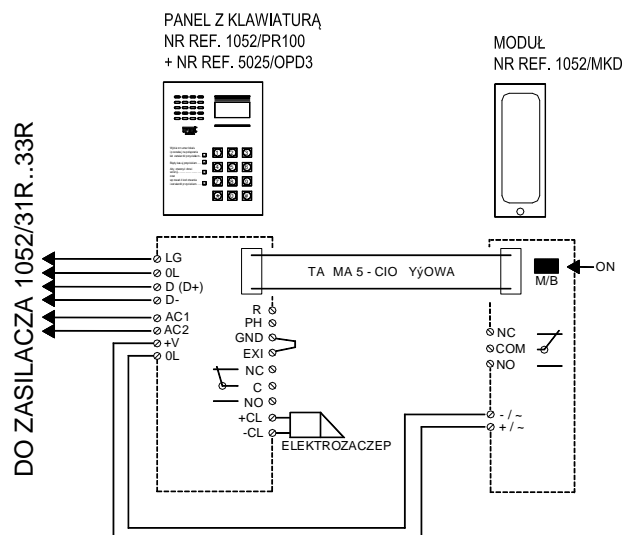 PANEL Z KLAWIATURĄ
NR REF. 1052/PR100
+ NR REF. 5025/OPD3
MODUŁ
NR REF. 1052/MKD
DO ZASILACZA 1052/31R..33R
LG
0L
D (D+)
D-
AC1
AC2
+V
0L
TA MA 5 - CIO YýOWA
ON
M/B
R
PH
GND
EXI
NC
C
NO
+CL
-CL
ELEKTROZACZEP
NC
COM
NO
- / ~
+ / ~